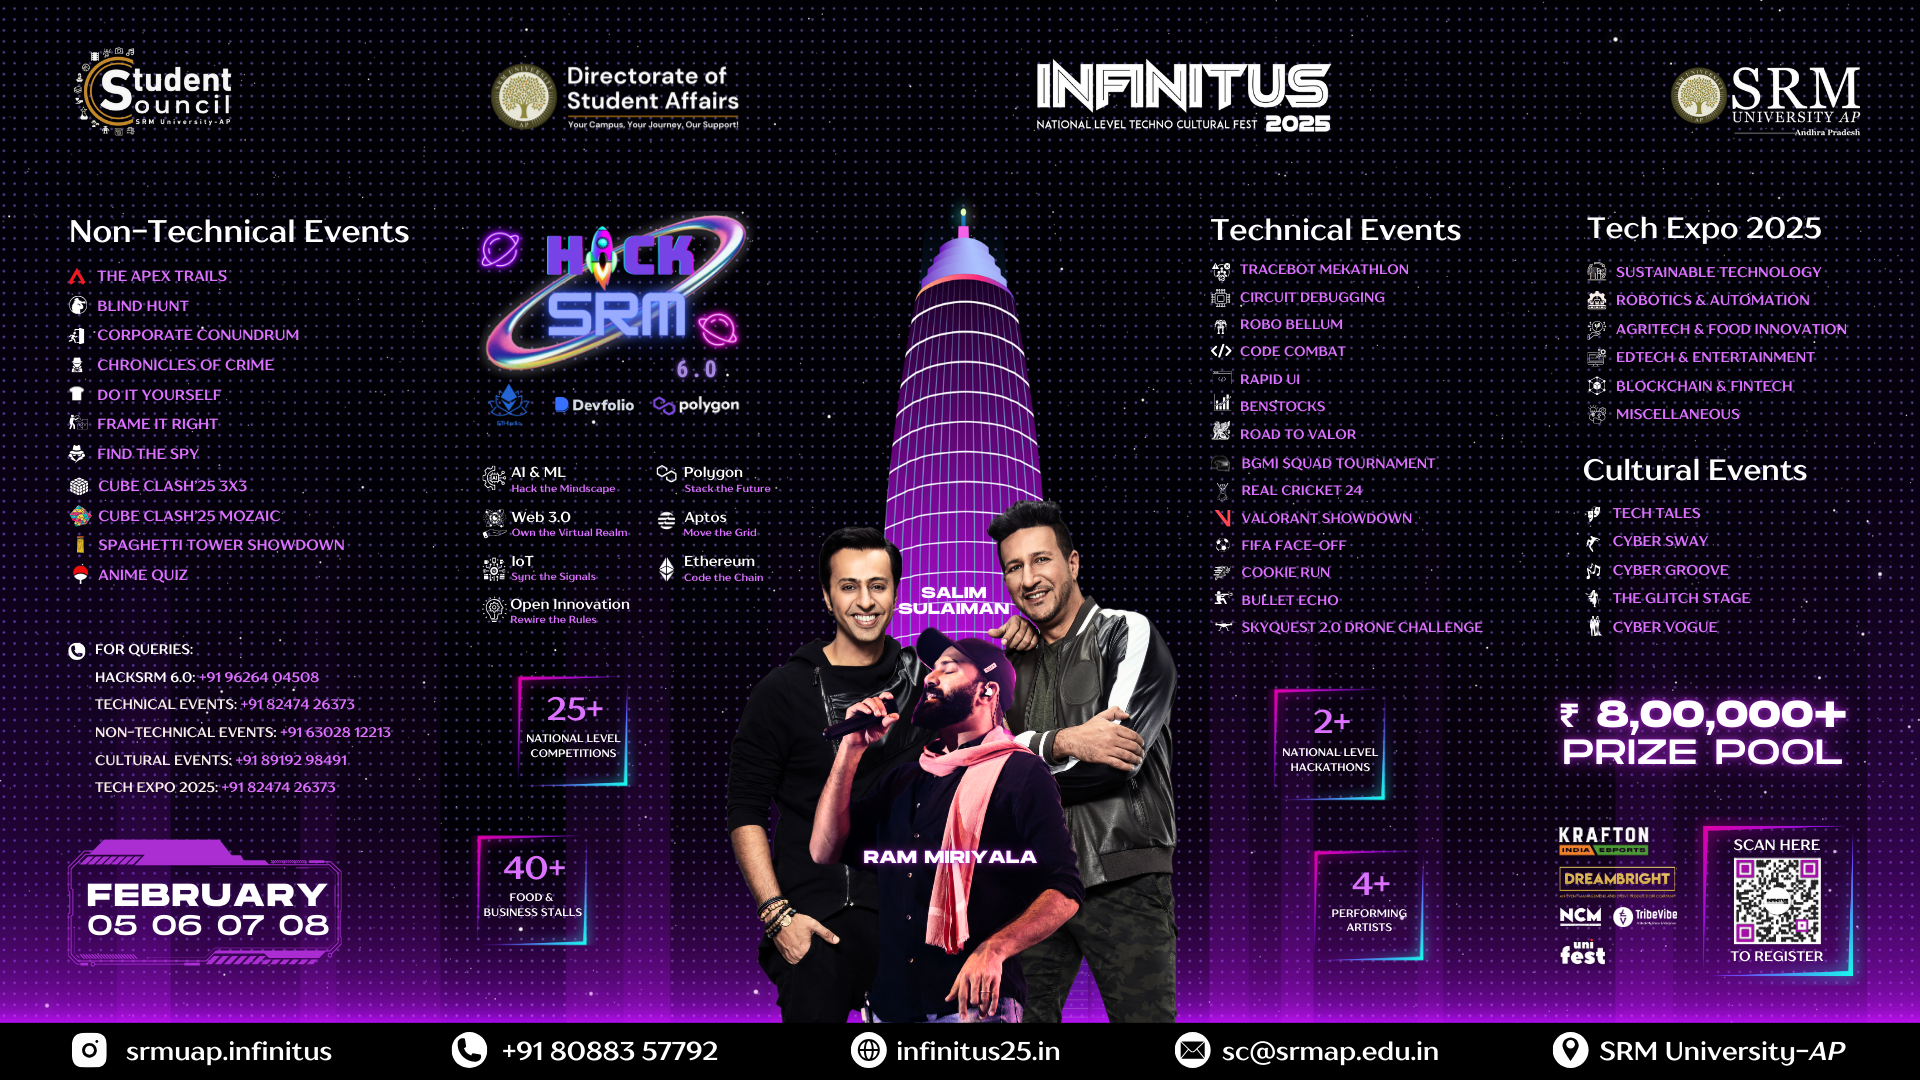 Student
Council
SRM University-AP
Directorate of
Student Affairs
Your Campus, Your Journey, Our Support!
INFINITUS
NATIONAL LEVEL TECHNO CULTURAL FEST 2025
SRM
UNIVERSITY AP
Andhra Pradesh
Non-Technical Events
THE APEX TRAILS
BLIND HUNT
CORPORATE CONUNDRUM
CHRONICLES OF CRIME
DO IT YOURSELF
FRAME IT RIGHT
FIND THE SPY
CUBE CLASH'25 3X3
CUBE CLASH'25 MOZAIC
SPAGHETTI TOWER SHOWDOWN
ANIME QUIZ
FOR QUERIES:
HACKSRM 6.0: +91 96264 04508
TECHNICAL EVENTS: +91 82474 26373
NON-TECHNICAL EVENTS: +91 63028 12213
CULTURAL EVENTS: +91 89192 98491
TECH EXPO 2025: +91 82474 26373
FEBRUARY
05 06 07 08
HACK
SRM
6.0
Devfolio
polygon
AI & ML
Hack the Mindscape
Web 3.0
Own the Virtual Realm
IoT
Sync the Signals
Open Innovation
Rewire the Rules
Polygon
Stack the Future
Aptos
Move the Grid
Ethereum
Code the Chain
25+
NATIONAL LEVEL
COMPETITIONS
40+
FOOD &
BUSINESS STALLS
SALIM
SULAIMAN
RAM MIRIYALA
Technical Events
TRACEBOT MEKATHLON
CIRCUIT DEBUGGING
ROBO BELLUM
CODE COMBAT
RAPID UI
BENSTOCKS
ROAD TO VALOR
BGMI SQUAD TOURNAMENT
REAL CRICKET 24
VALORANT SHOWDOWN
FIFA FACE-OFF
COOKIE RUN
BULLET ECHO
SKYQUEST 2.0 DRONE CHALLENGE
2+
NATIONAL LEVEL
HACKATHONS
4+
PERFORMING
ARTISTS
Tech Expo 2025
SUSTAINABLE TECHNOLOGY
ROBOTICS & AUTOMATION
AGRITECH & FOOD INNOVATION
EDTECH & ENTERTAINMENT
BLOCKCHAIN & FINTECH
MISCELLANEOUS
Cultural Events
TECH TALES
CYBER SWAY
CYBER GROOVE
THE GLITCH STAGE
CYBER VOGUE
₹ 8,00,000+
PRIZE POOL
KRAFTON
INDIA ESPORTS
DREAMBRIGHT
NCM
TribeVibe
uni
fest
SCAN HERE
INFINITUS
TO REGISTER
srmuap.infinitus
+91 80883 57792
infinitus25.in
sc@srmap.edu.in
SRM University-AP